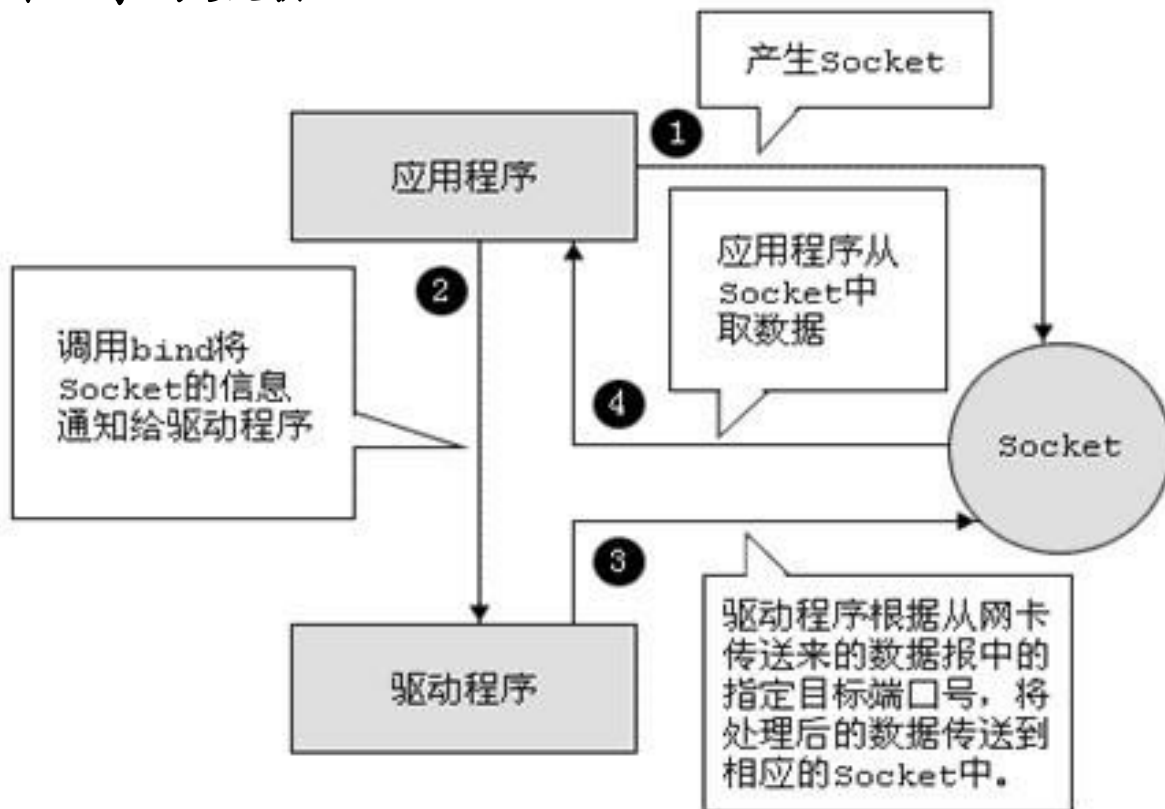 产生Socket
1
应用程序
应用程序从
Socket中
取数据
2
调用bind将
Socket的信息
通知给驱动程序
4
Socket
3
驱动程序
驱动程序根据从网卡
传送来的数据报中的
指定目标端口号，将
处理后的数据传送到
相应的Socket中。